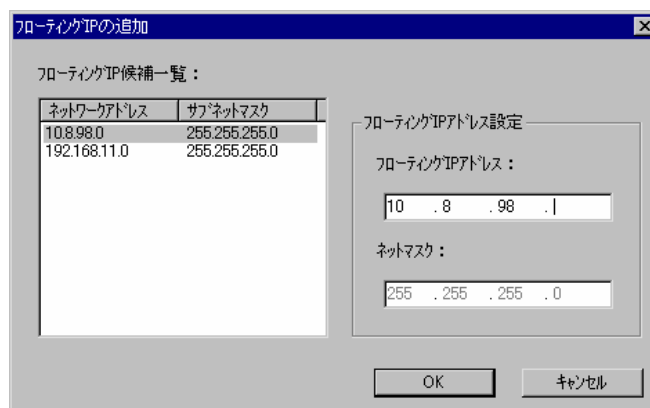 フローティングIPの追加
フローティングIP候補一覧：
ネットワークアドレス サブネットマスク
10.8.98.0 255.255.255.0
192.168.11.0 255.255.255.0
フローティングIPアドレス設定
フローティングIPアドレス：
10 . 8 . 98 .
ネットマスク：
255 . 255 . 255 . 0
OK キャンセル